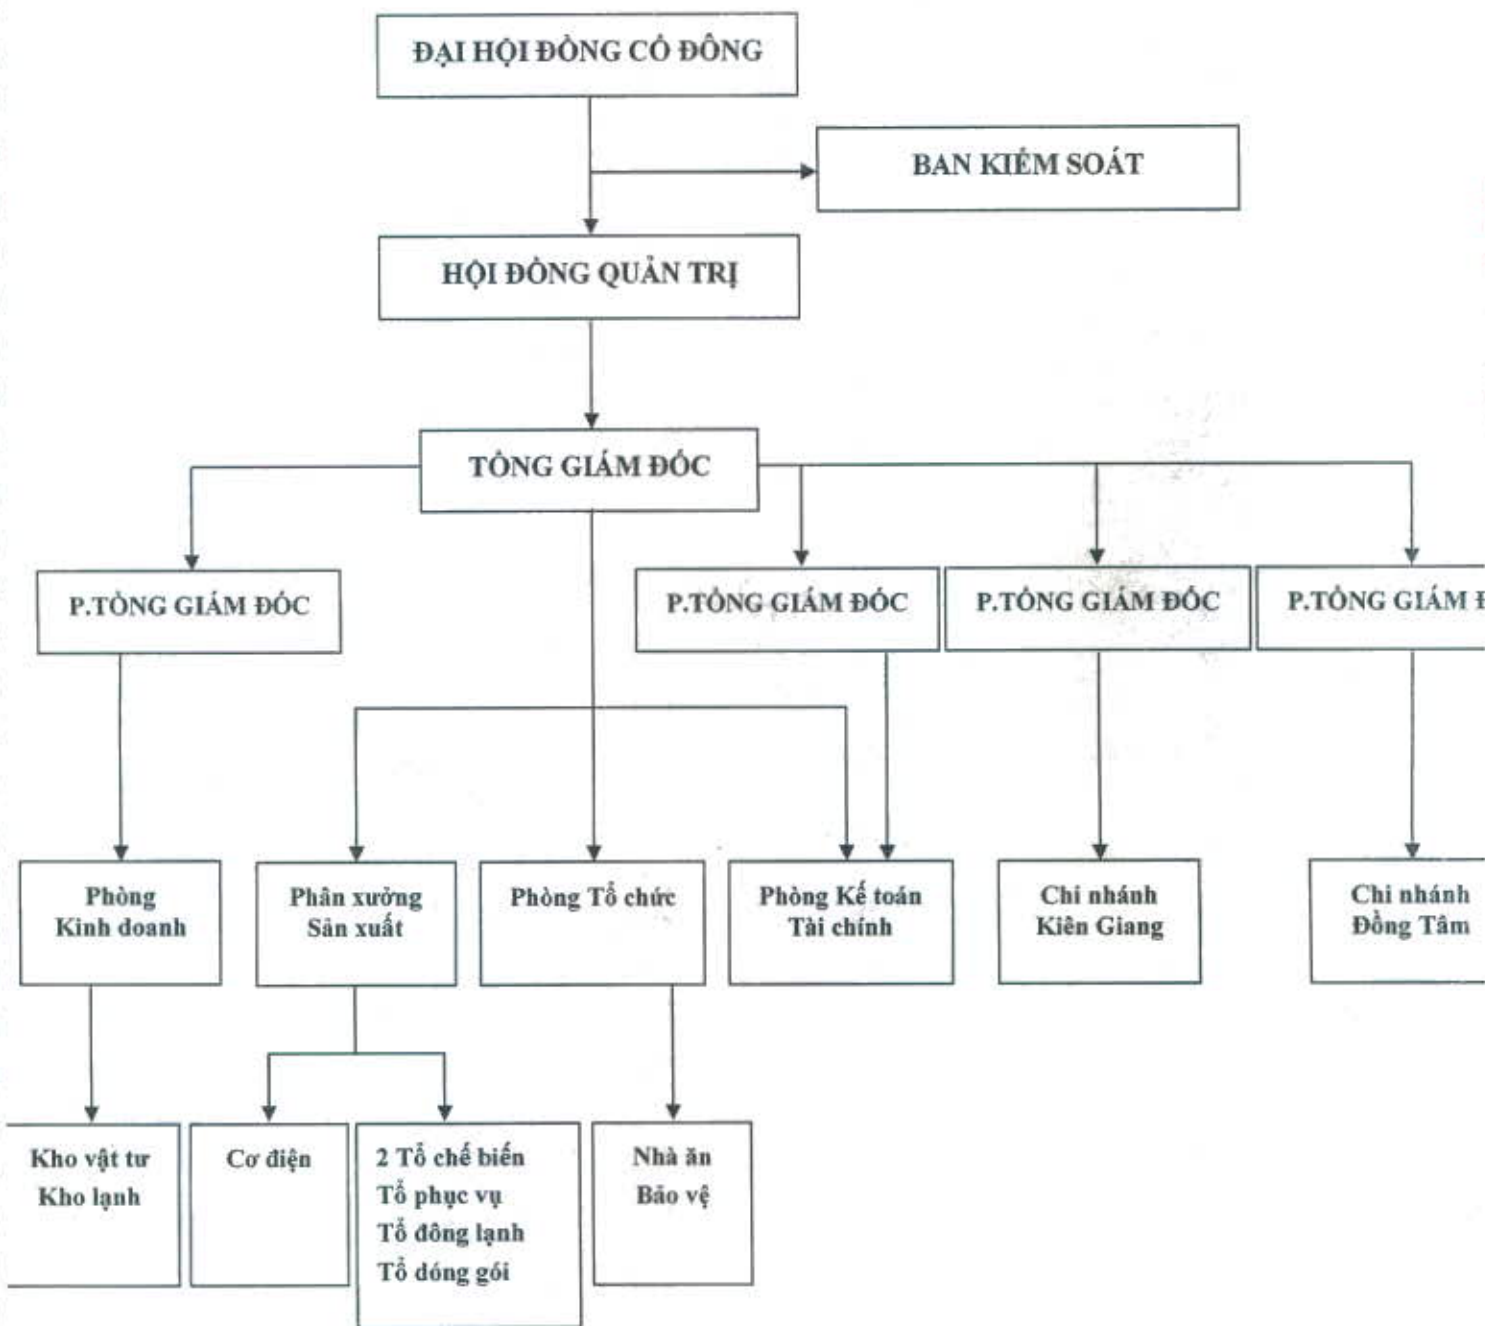 ĐẠI HỘI ĐỒNG CỔ ĐÔNG
BAN KIỂM SOÁT
HỘI ĐỒNG QUẢN TRỊ
TỔNG GIÁM ĐỐC
P.TỔNG GIÁM ĐỐC
P.TỔNG GIÁM ĐỐC
P.TỔNG GIÁM ĐỐC
P.TỔNG GIÁM Đ
Phòng
Kinh doanh
Phân xưởng
Sản xuất
Phòng Tổ chức
Phòng Kế toán
Tài chính
Chi nhánh
Kiên Giang
Chi nhánh
Đồng Tâm
Kho vật tư
Kho lạnh
Cơ điện
2 Tổ chế biến
Tổ phục vụ
Tổ đông lạnh
Tổ đóng gói
Nhà ăn
Bảo vệ